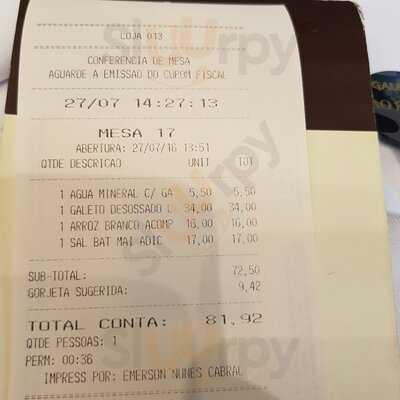 LOJA 013
CONFERENCIA DE MESA
AGUARDE A EMISSAO DO CUPOM FISCAL
27/07 14:27:13
MESA 17
ABERTURA: 27/07/16 13:51
QTDE DESCRICAO UNIT TOT
1 AGUA MINERAL C/ GA 5,50 5,50
1 GALETO DESOSSADO 34,00 34,00
1 ARROZ BRANCO ACOMP 16,00 16,00
1 SAL BAT MAI ADIC 17,00 17,00
SUB-TOTAL: 72,50
GORJETA SUGERIDA: 9,42
TOTAL CONTA: 81,92
QTDE PESSOAS: 1
PERM: 00:36
IMPRESS POR: EMERSON NUNES CABRAL
Sluurpy